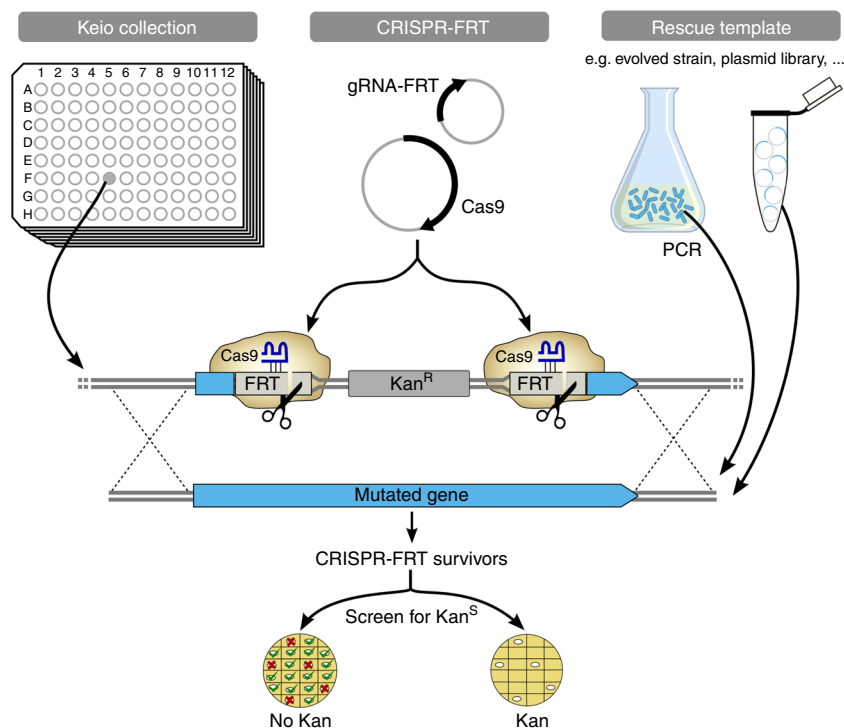 Keio collection
CRISPR-FRT
Rescue template
e.g. evolved strain, plasmid library, ...
1 2 3 4 5 6 7 8 9 10 11 12
A
B
C
D
E
F
G
H
gRNA-FRT
Cas9
PCR
Cas9
Cas9
FRT
Kan^R
FRT
Mutated gene
CRISPR-FRT survivors
Screen for Kan^S
No Kan
Kan